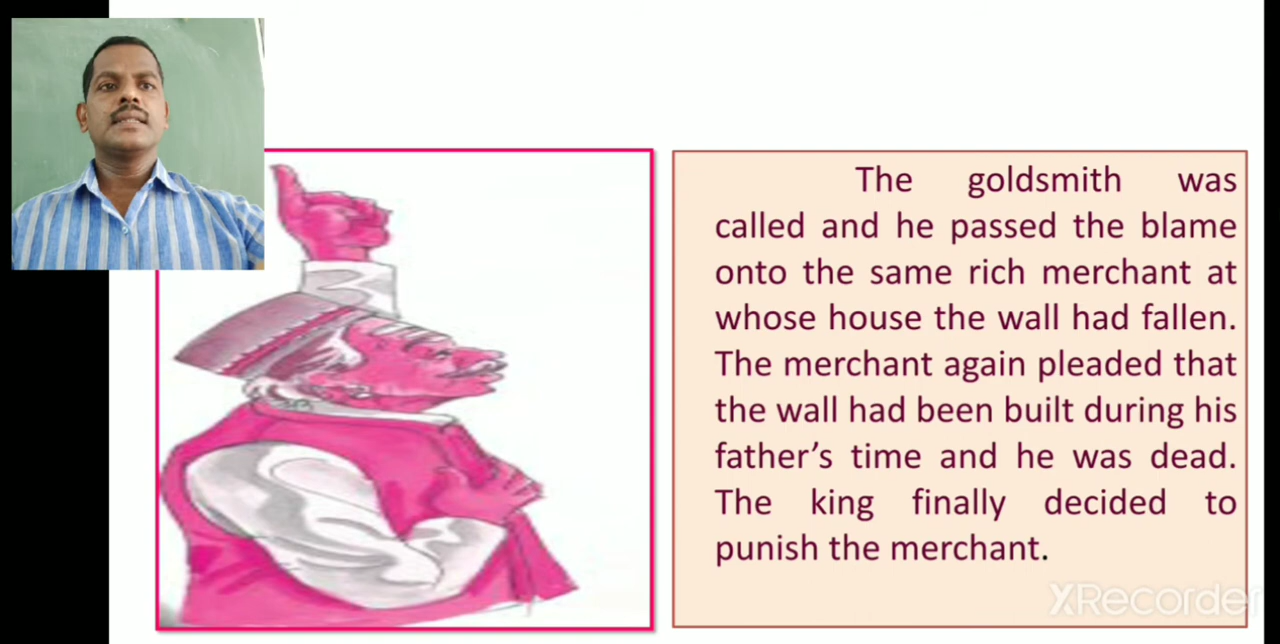 The goldsmith was
called and he passed the blame
onto the same rich merchant at
whose house the wall had fallen.
The merchant again pleaded that
the wall had been built during his
father’s time and he was dead.
The king finally decided to
punish the merchant.
XRecorder